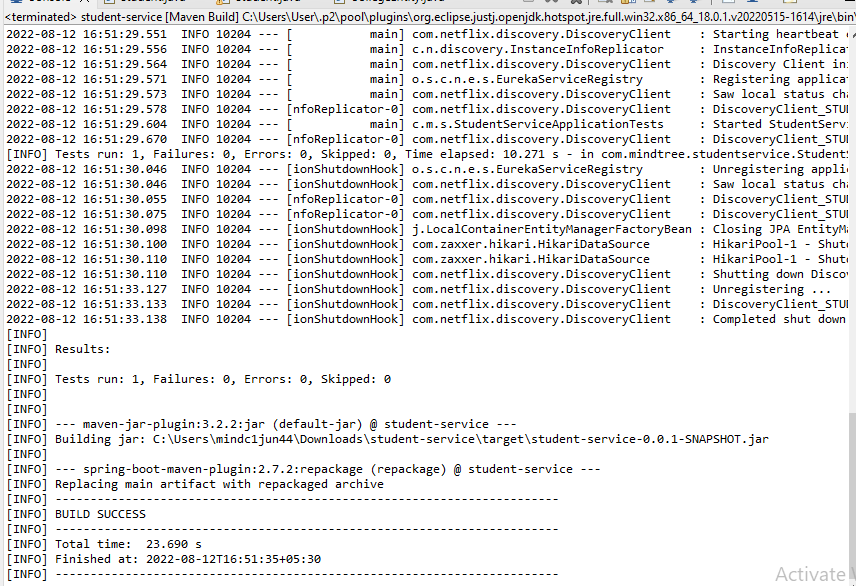 <terminated> student-service [Maven Build] C:\Users\User\.p2\pool\plugins\org.eclipse.justj.openjdk.hotspot.jre.full.win32.x86_64_18.0.1.v20220515-1614\jre\bin\
2022-08-12 16:51:29.551  INFO 10204 --- [           main] com.netflix.discovery.DiscoveryClient    : Starting heartbeat
2022-08-12 16:51:29.556  INFO 10204 --- [           main] c.n.discovery.InstanceInfoReplicator     : InstanceInfoReplic
2022-08-12 16:51:29.564  INFO 10204 --- [           main] com.netflix.discovery.DiscoveryClient    : Discovery Client ini
2022-08-12 16:51:29.571  INFO 10204 --- [           main] o.s.c.n.e.s.EurekaServiceRegistry        : Registering applicat
2022-08-12 16:51:29.573  INFO 10204 --- [           main] com.netflix.discovery.DiscoveryClient    : Saw local status cha
2022-08-12 16:51:29.578  INFO 10204 --- [nfoReplicator-0] com.netflix.discovery.DiscoveryClient    : DiscoveryClient_STU
2022-08-12 16:51:29.604  INFO 10204 --- [           main] c.m.s.StudentServiceApplicationTests     : Started StudentServ
2022-08-12 16:51:29.670  INFO 10204 --- [nfoReplicator-0] com.netflix.discovery.DiscoveryClient    : DiscoveryClient_STU
[INFO] Tests run: 1, Failures: 0, Errors: 0, Skipped: 0, Time elapsed: 10.271 s - in com.mindtree.studentservice.StudentS
2022-08-12 16:51:30.046  INFO 10204 --- [ionShutdownHook] o.s.c.n.e.s.EurekaServiceRegistry        : Unregistering appli
2022-08-12 16:51:30.046  INFO 10204 --- [ionShutdownHook] com.netflix.discovery.DiscoveryClient    : Saw local status cha
2022-08-12 16:51:30.055  INFO 10204 --- [nfoReplicator-0] com.netflix.discovery.DiscoveryClient    : DiscoveryClient_STU
2022-08-12 16:51:30.075  INFO 10204 --- [nfoReplicator-0] com.netflix.discovery.DiscoveryClient    : DiscoveryClient_STU
2022-08-12 16:51:30.098  INFO 10204 --- [ionShutdownHook] j.LocalContainerEntityManagerFactoryBean : Closing JPA EntityMa
2022-08-12 16:51:30.100  INFO 10204 --- [ionShutdownHook] com.zaxxer.hikari.HikariDataSource       : HikariPool-1 - Shut
2022-08-12 16:51:30.110  INFO 10204 --- [ionShutdownHook] com.zaxxer.hikari.HikariDataSource       : HikariPool-1 - Shut
2022-08-12 16:51:30.110  INFO 10204 --- [ionShutdownHook] com.netflix.discovery.DiscoveryClient    : Shutting down Disco
2022-08-12 16:51:33.127  INFO 10204 --- [ionShutdownHook] com.netflix.discovery.DiscoveryClient    : Unregistering ...
2022-08-12 16:51:33.133  INFO 10204 --- [ionShutdownHook] com.netflix.discovery.DiscoveryClient    : DiscoveryClient_STU
2022-08-12 16:51:33.138  INFO 10204 --- [ionShutdownHook] com.netflix.discovery.DiscoveryClient    : Completed shut down
[INFO]
[INFO] Results:
[INFO]
[INFO] Tests run: 1, Failures: 0, Errors: 0, Skipped: 0
[INFO]
[INFO]
[INFO] --- maven-jar-plugin:3.2.2:jar (default-jar) @ student-service ---
[INFO] Building jar: C:\Users\mindc1jun44\Downloads\student-service\target\student-service-0.0.1-SNAPSHOT.jar
[INFO]
[INFO] --- spring-boot-maven-plugin:2.7.2:repackage (repackage) @ student-service ---
[INFO] Replacing main artifact with repackaged archive
[INFO] ------------------------------------------------------------------------
[INFO] BUILD SUCCESS
[INFO] ------------------------------------------------------------------------
[INFO] Total time:  23.690 s
[INFO] Finished at: 2022-08-12T16:51:35+05:30
[INFO] ------------------------------------------------------------------------
Activate